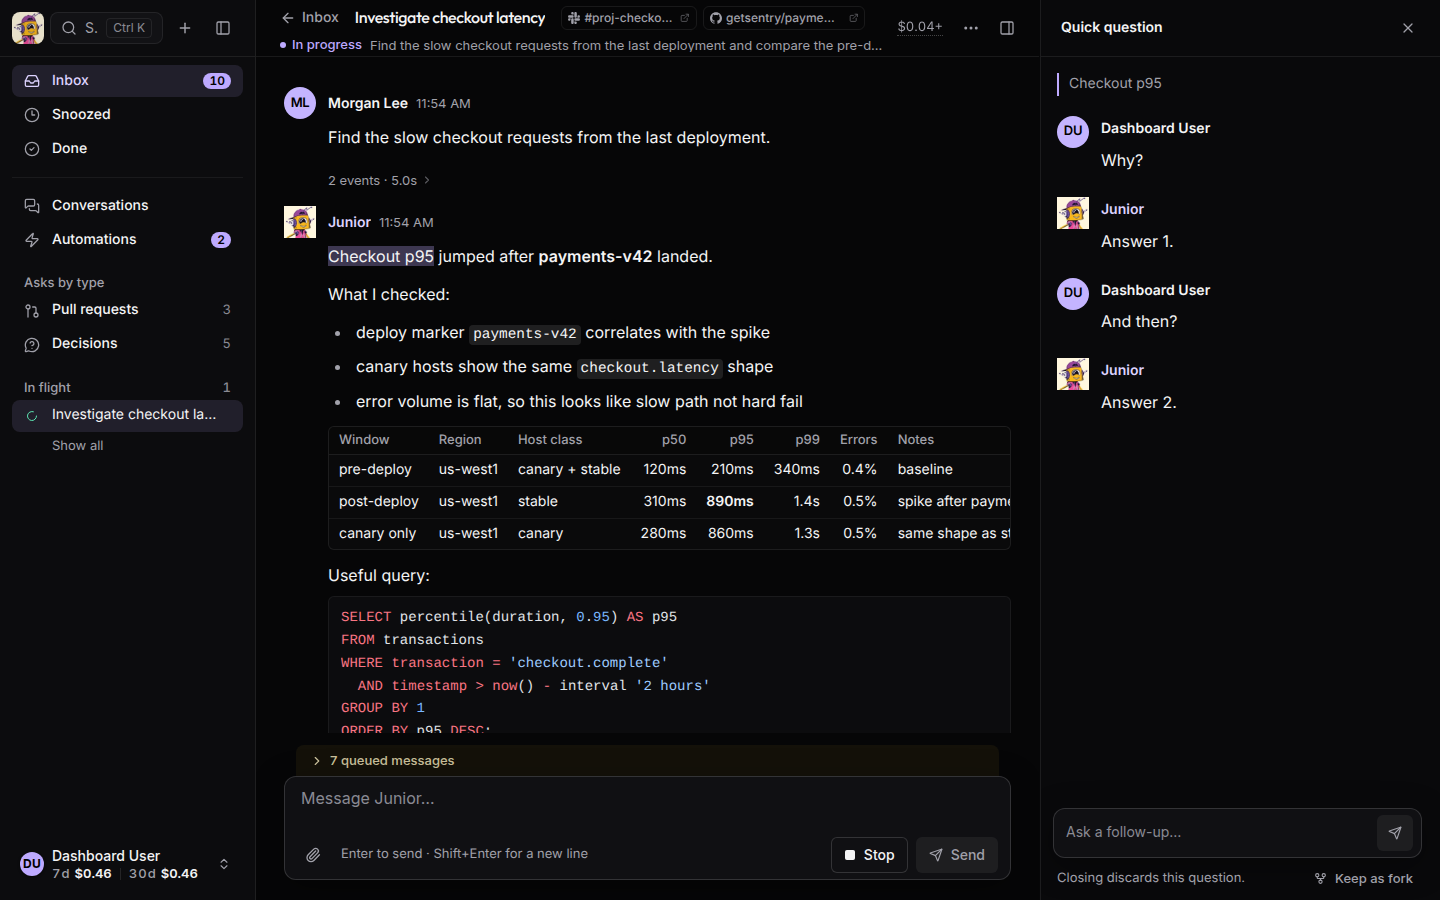 S. Ctrl K
Inbox 10
Snoozed
Done
Conversations
Automations 2
Asks by type
Pull requests 3
Decisions 5
In flight 1
Investigate checkout la...
Show all
DU Dashboard User
7d $0.46 30d $0.46
Inbox Investigate checkout latency #proj-checko... getsentry/payme... $0.04+
In progress Find the slow checkout requests from the last deployment and compare the pre-d...
ML Morgan Lee 11:54 AM
Find the slow checkout requests from the last deployment.
2 events · 5.0s
Junior 11:54 AM
Checkout p95 jumped after payments-v42 landed.
What I checked:
• deploy marker payments-v42 correlates with the spike
• canary hosts show the same checkout.latency shape
• error volume is flat, so this looks like slow path not hard fail
Window Region Host class p50 p95 p99 Errors Notes
pre-deploy us-west1 canary + stable 120ms 210ms 340ms 0.4% baseline
post-deploy us-west1 stable 310ms 890ms 1.4s 0.5% spike after payme
canary only us-west1 canary 280ms 860ms 1.3s 0.5% same shape as st
Useful query:
SELECT percentile(duration, 0.95) AS p95
FROM transactions
WHERE transaction = 'checkout.complete'
AND timestamp > now() - interval '2 hours'
GROUP BY 1
ORDER BY p95 DESC;
7 queued messages
Message Junior...
Enter to send · Shift+Enter for a new line Stop Send
Quick question
Checkout p95
DU Dashboard User
Why?
Junior
Answer 1.
DU Dashboard User
And then?
Junior
Answer 2.
Ask a follow-up...
Closing discards this question. Keep as fork